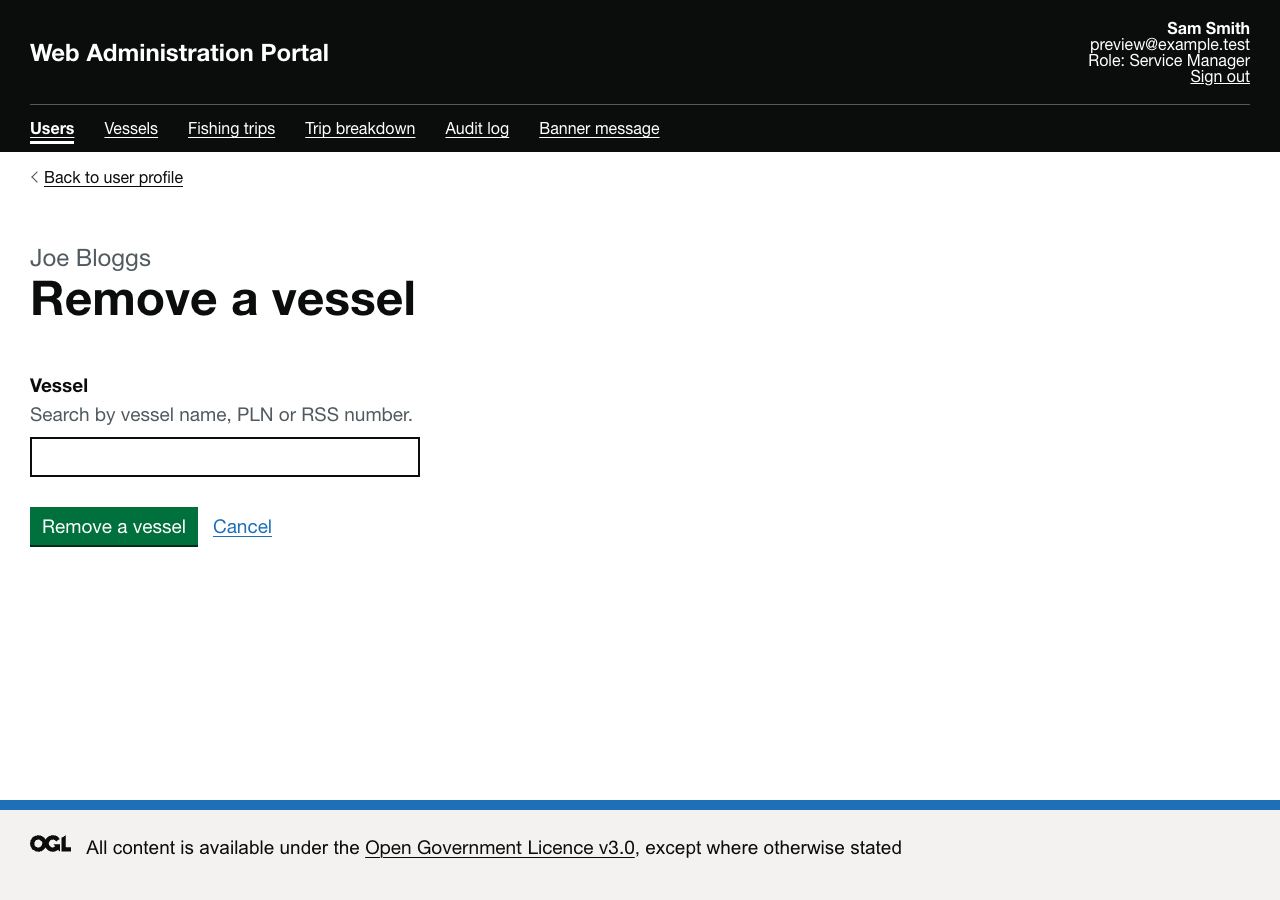 Web Administration Portal
Sam Smith
preview@example.test
Role: Service Manager
Sign out
Users Vessels Fishing trips Trip breakdown Audit log Banner message
Back to user profile
Joe Bloggs
Remove a vessel
Vessel
Search by vessel name, PLN or RSS number.
Remove a vessel Cancel
OGL All content is available under the Open Government Licence v3.0, except where otherwise stated